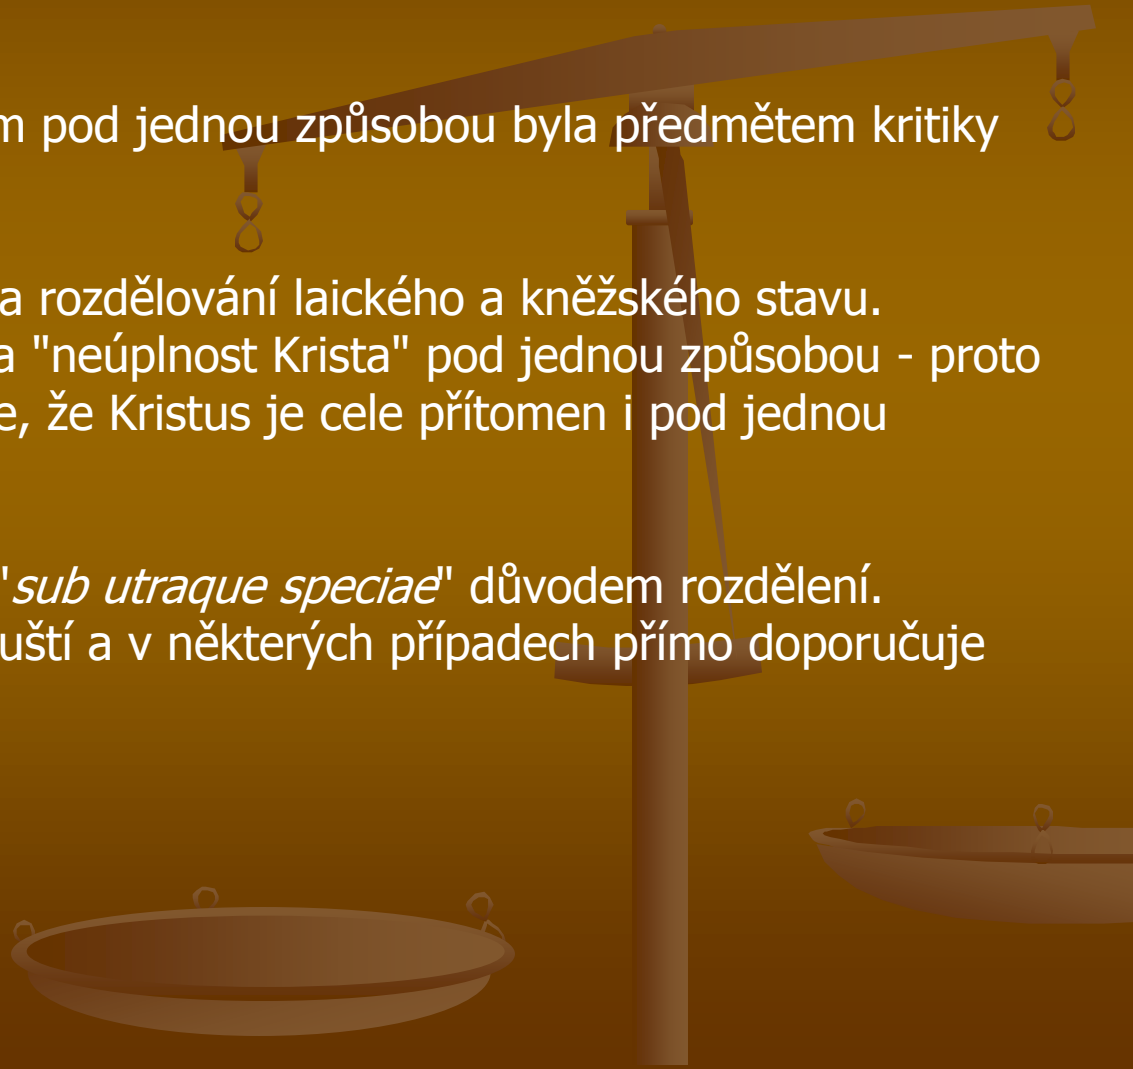 m pod jednou způsobou byla předmětem kritiky
a rozdělování laického a kněžského stavu.
a "neúplnost Krista" pod jednou způsobou - proto
e, že Kristus je cele přítomen i pod jednou
"sub utraque speciae" důvodem rozdělení.
uští a v některých případech přímo doporučuje